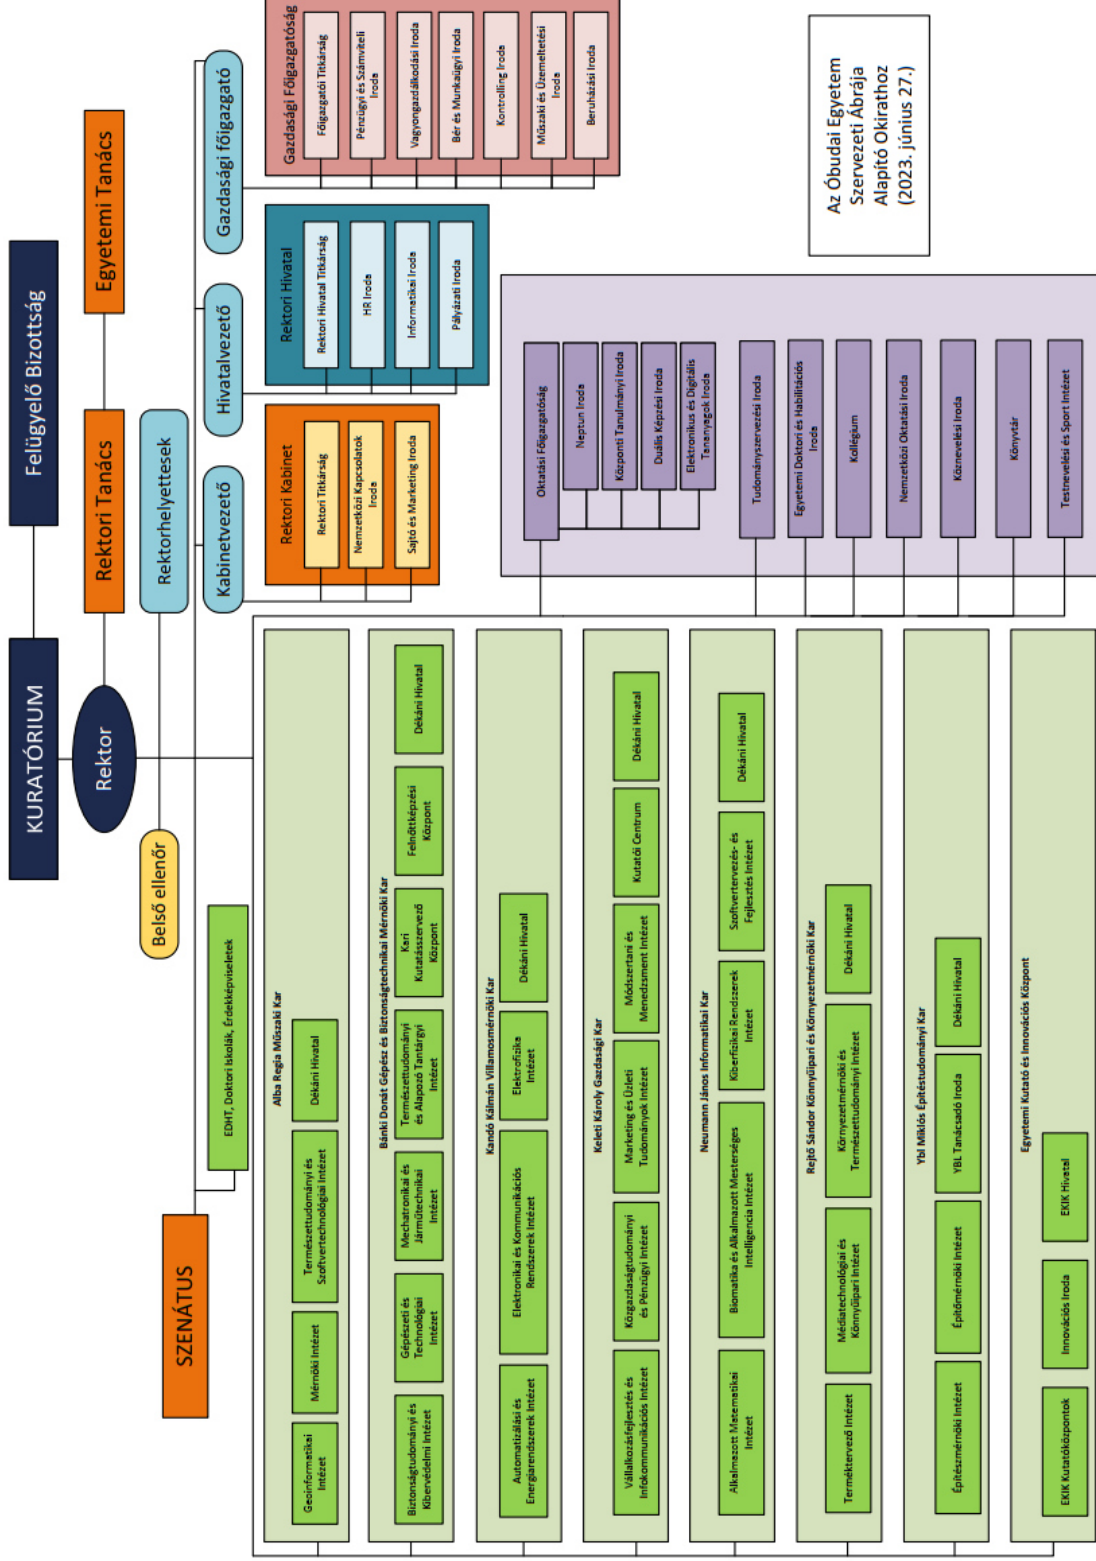 KURATÓRIUM
Felügyelő Bizottság
Rektor
Rektori Tanács
Egyetemi Tanács
Belső ellenőr
Rektorhelyettesek
SZENÁTUS
EDHT, Doktori Iskolák, Érdekképviseletek
Kabinetvezető
Hivatalvezető
Gazdasági főigazgató
Rektori Kabinet
Rektori Titkárság
Nemzetközi Kapcsolatok
Iroda
Sajtó és Marketing Iroda
Rektori Hivatal
Rektori Hivatal Titkárság
HR Iroda
Informatikai Iroda
Pályázati Iroda
Gazdasági Főigazgatóság
Főigazgatói Titkárság
Pénzügyi és Számviteli
Iroda
Vagyongazdálkodási Iroda
Bér és Munkaügyi Iroda
Kontrolling Iroda
Műszaki és Üzemeltetési
Iroda
Beruházási Iroda
Alba Regia Műszaki Kar
Geoinformatikai
Intézet
Mérnöki Intézet
Természettudományi és
Szoftvertechnológiai Intézet
Dékáni Hivatal
Bánki Donát Gépész és Biztonságtechnikai Mérnöki Kar
Biztonságtudományi és
Kibervédelmi Intézet
Gépészeti és
Technológiai
Intézet
Mechatronikai és
Járműtechnikai
Intézet
Természettudományi
és Alapozó Tantárgyi
Intézet
Kari
Kutatásszervező
Központ
Felnőttképzési
Központ
Dékáni Hivatal
Kandó Kálmán Villamosmérnöki Kar
Automatizálási és
Energiarendszerek Intézet
Elektronikai és Kommunikációs
Rendszerek Intézet
Elektrofizika
Intézet
Dékáni Hivatal
Keleti Károly Gazdasági Kar
Vállalkozásfejlesztés és
Infokommunikációs Intézet
Közgazdaságtudományi
és Pénzügyi Intézet
Marketing és Üzleti
Tudományok Intézet
Módszertani és
Menedzsment Intézet
Kutatói Centrum
Dékáni Hivatal
Neumann János Informatikai Kar
Alkalmazott Matematikai
Intézet
Biomatika és Alkalmazott Mesterséges
Intelligencia Intézet
Kiberfizikai Rendszerek
Intézet
Szoftvertervezés- és
Fejlesztés Intézet
Dékáni Hivatal
Rejtő Sándor Könnyűipari és Környezetmérnöki Kar
Terméktervező Intézet
Médiatechnológiai és
Könnyűipari Intézet
Környezetmérnöki és
Természettudományi Intézet
Dékáni Hivatal
Ybl Miklós Építéstudományi Kar
Építészmérnöki Intézet
Építőmérnöki Intézet
YBL Tanácsadó Iroda
Dékáni Hivatal
Egyetemi Kutató és Innovációs Központ
EKIK Kutatóközpontok
Innovációs Iroda
EKIK Hivatal
Oktatási Főigazgatóság
Neptun Iroda
Központi Tanulmányi Iroda
Duális Képzési Iroda
Elektronikus és Digitális
Tananyagok Iroda
Tudományszervezési Iroda
Egyetemi Doktori és Habilitációs
Iroda
Kollégium
Nemzetközi Oktatási Iroda
Köznevelési Iroda
Könyvtár
Testnevelési és Sport Intézet
Az Óbudai Egyetem
Szervezeti Ábrája
Alapító Okirathoz
(2023. június 27.)